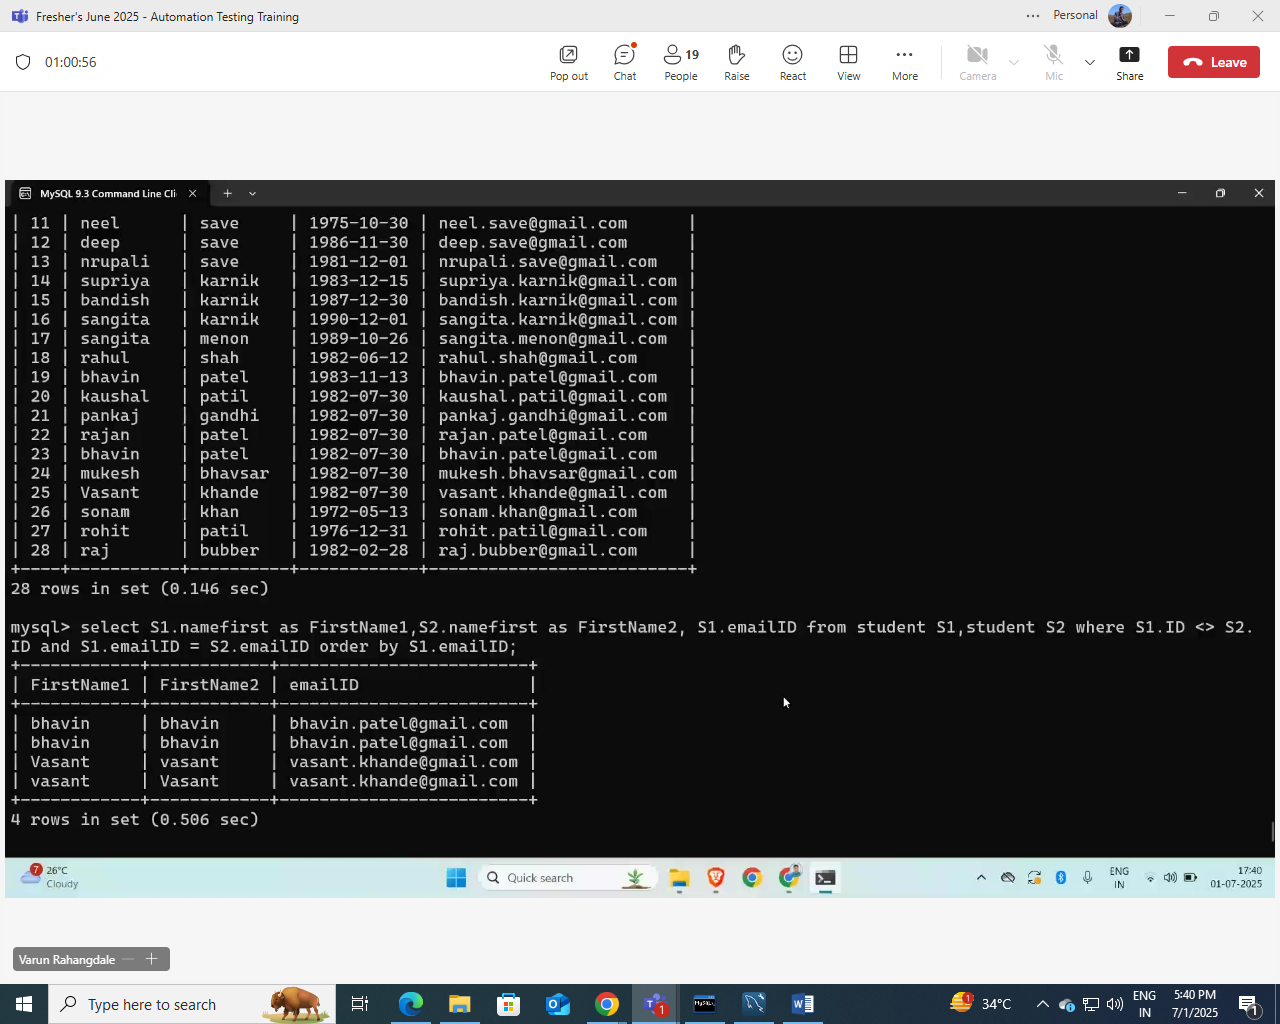 Fresher's June 2025 - Automation Testing Training
Personal
01:00:56
Pop out
Chat
19
People
Raise
React
View
More
Camera
Mic
Share
Leave
MySQL 9.3 Command Line Cli
| 11 | neel | save | 1975-10-30 | neel.save@gmail.com |
| 12 | deep | save | 1986-11-30 | deep.save@gmail.com |
| 13 | nrupali | save | 1981-12-01 | nrupali.save@gmail.com |
| 14 | supriya | karnik | 1983-12-15 | supriya.karnik@gmail.com |
| 15 | bandish | karnik | 1987-12-30 | bandish.karnik@gmail.com |
| 16 | sangita | karnik | 1990-12-01 | sangita.karnik@gmail.com |
| 17 | sangita | menon | 1989-10-26 | sangita.menon@gmail.com |
| 18 | rahul | shah | 1982-06-12 | rahul.shah@gmail.com |
| 19 | bhavin | patel | 1983-11-13 | bhavin.patel@gmail.com |
| 20 | kaushal | patil | 1982-07-30 | kaushal.patil@gmail.com |
| 21 | pankaj | gandhi | 1982-07-30 | pankaj.gandhi@gmail.com |
| 22 | rajan | patel | 1982-07-30 | rajan.patel@gmail.com |
| 23 | bhavin | patel | 1982-07-30 | bhavin.patel@gmail.com |
| 24 | mukesh | bhavsar | 1982-07-30 | mukesh.bhavsar@gmail.com |
| 25 | Vasant | khande | 1982-07-30 | vasant.khande@gmail.com |
| 26 | sonam | khan | 1972-05-13 | sonam.khan@gmail.com |
| 27 | rohit | patil | 1976-12-31 | rohit.patil@gmail.com |
| 28 | raj | bubber | 1982-02-28 | raj.bubber@gmail.com |
28 rows in set (0.146 sec)
mysql> select S1.namefirst as FirstName1,S2.namefirst as FirstName2, S1.emailID from student S1,student S2 where S1.ID <> S2.
ID and S1.emailID = S2.emailID order by S1.emailID;
| FirstName1 | FirstName2 | emailID |
| bhavin | bhavin | bhavin.patel@gmail.com |
| bhavin | bhavin | bhavin.patel@gmail.com |
| Vasant | vasant | vasant.khande@gmail.com |
| vasant | Vasant | vasant.khande@gmail.com |
4 rows in set (0.506 sec)
7
26°C
Cloudy
Quick search
ENG
IN
17:40
01-07-2025
Varun Rahangdale
Type here to search
1
MySQL
1
34°C
ENG
IN
5:40 PM
7/1/2025
1